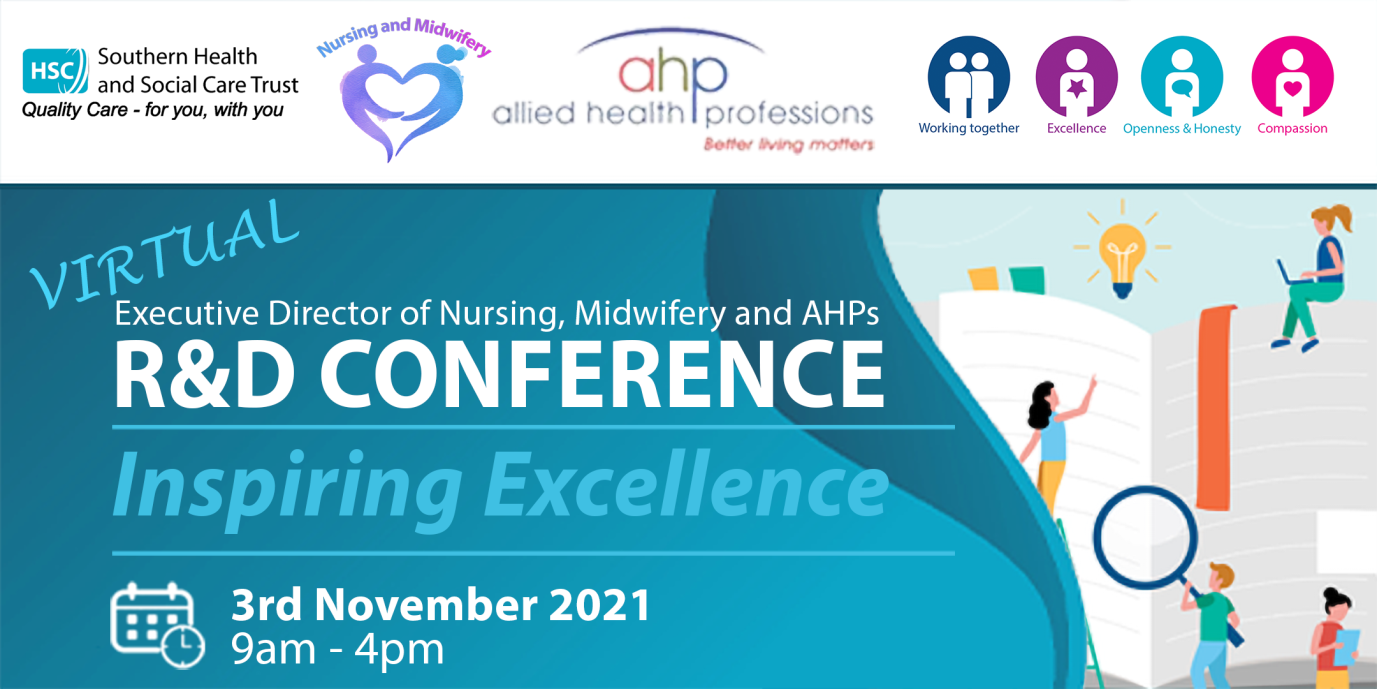 HSC
Southern Health
and Social Care Trust
Quality Care - for you, with you
Nursing and Midwifery
ahp
allied health professions
Better living matters
Working together
Excellence
Openness & Honesty
Compassion
VIRTUAL
Executive Director of Nursing, Midwifery and AHPs
R&D CONFERENCE
Inspiring Excellence
3rd November 2021
9am - 4pm